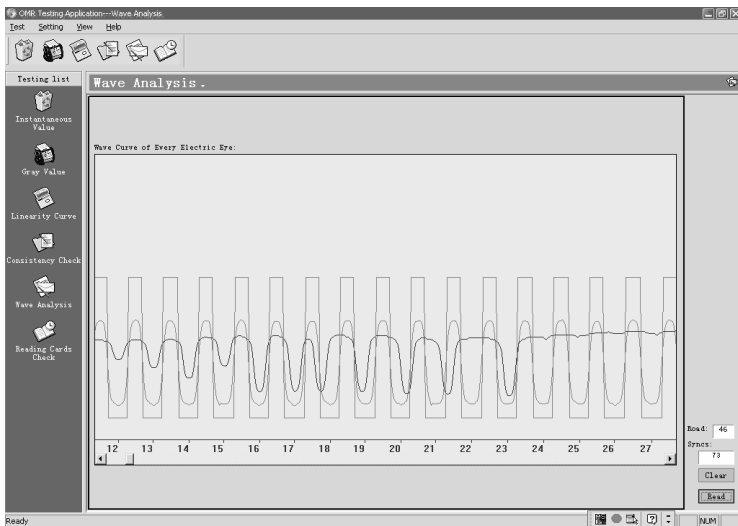 OMR Testing Application---Wave Analysis
Test Setting View Help
Testing list
Instantaneous
Value
Gray Value
Linearity Curve
Consistency Check
Wave Analysis
Reading Cards
Check
Wave Analysis.
Wave Curve of Every Electric Eye:
12 13 14 15 16 17 18 19 20 21 22 23 24 25 26 27
Road: 46
Syncs:
73
Clear
Read
Ready
NUM